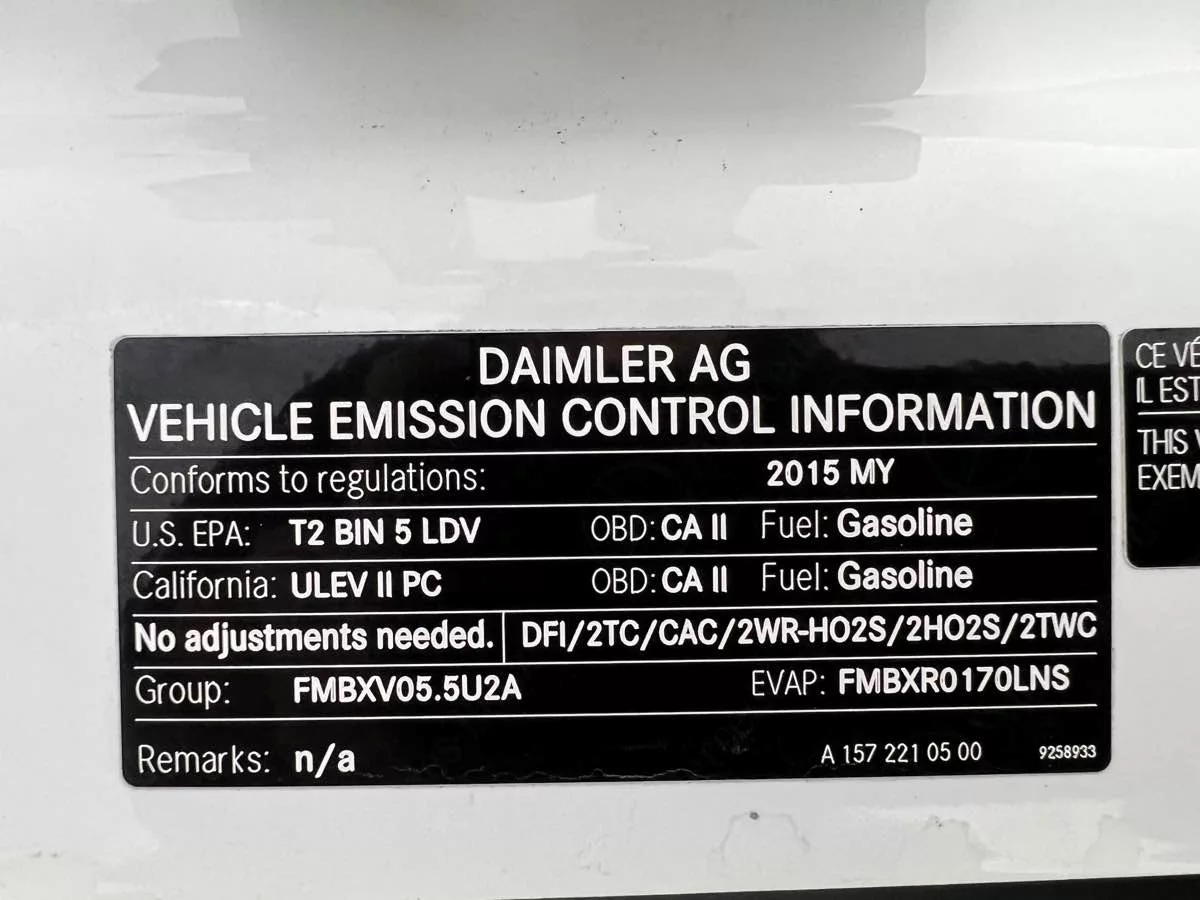 DAIMLER AG
VEHICLE EMISSION CONTROL INFORMATION
Conforms to regulations: 2015 MY
U.S. EPA: T2 BIN 5 LDV OBD: CA II Fuel: Gasoline
California: ULEV II PC OBD: CA II Fuel: Gasoline
No adjustments needed. DFI/2TC/CAC/2WR-HO2S/2HO2S/2TWC
Group: FMBXV05.5U2A EVAP: FMBXR0170LNS
Remarks: n/a A 157 221 05 00 9258933
CE VÉ
IL EST
THIS V
EXEM